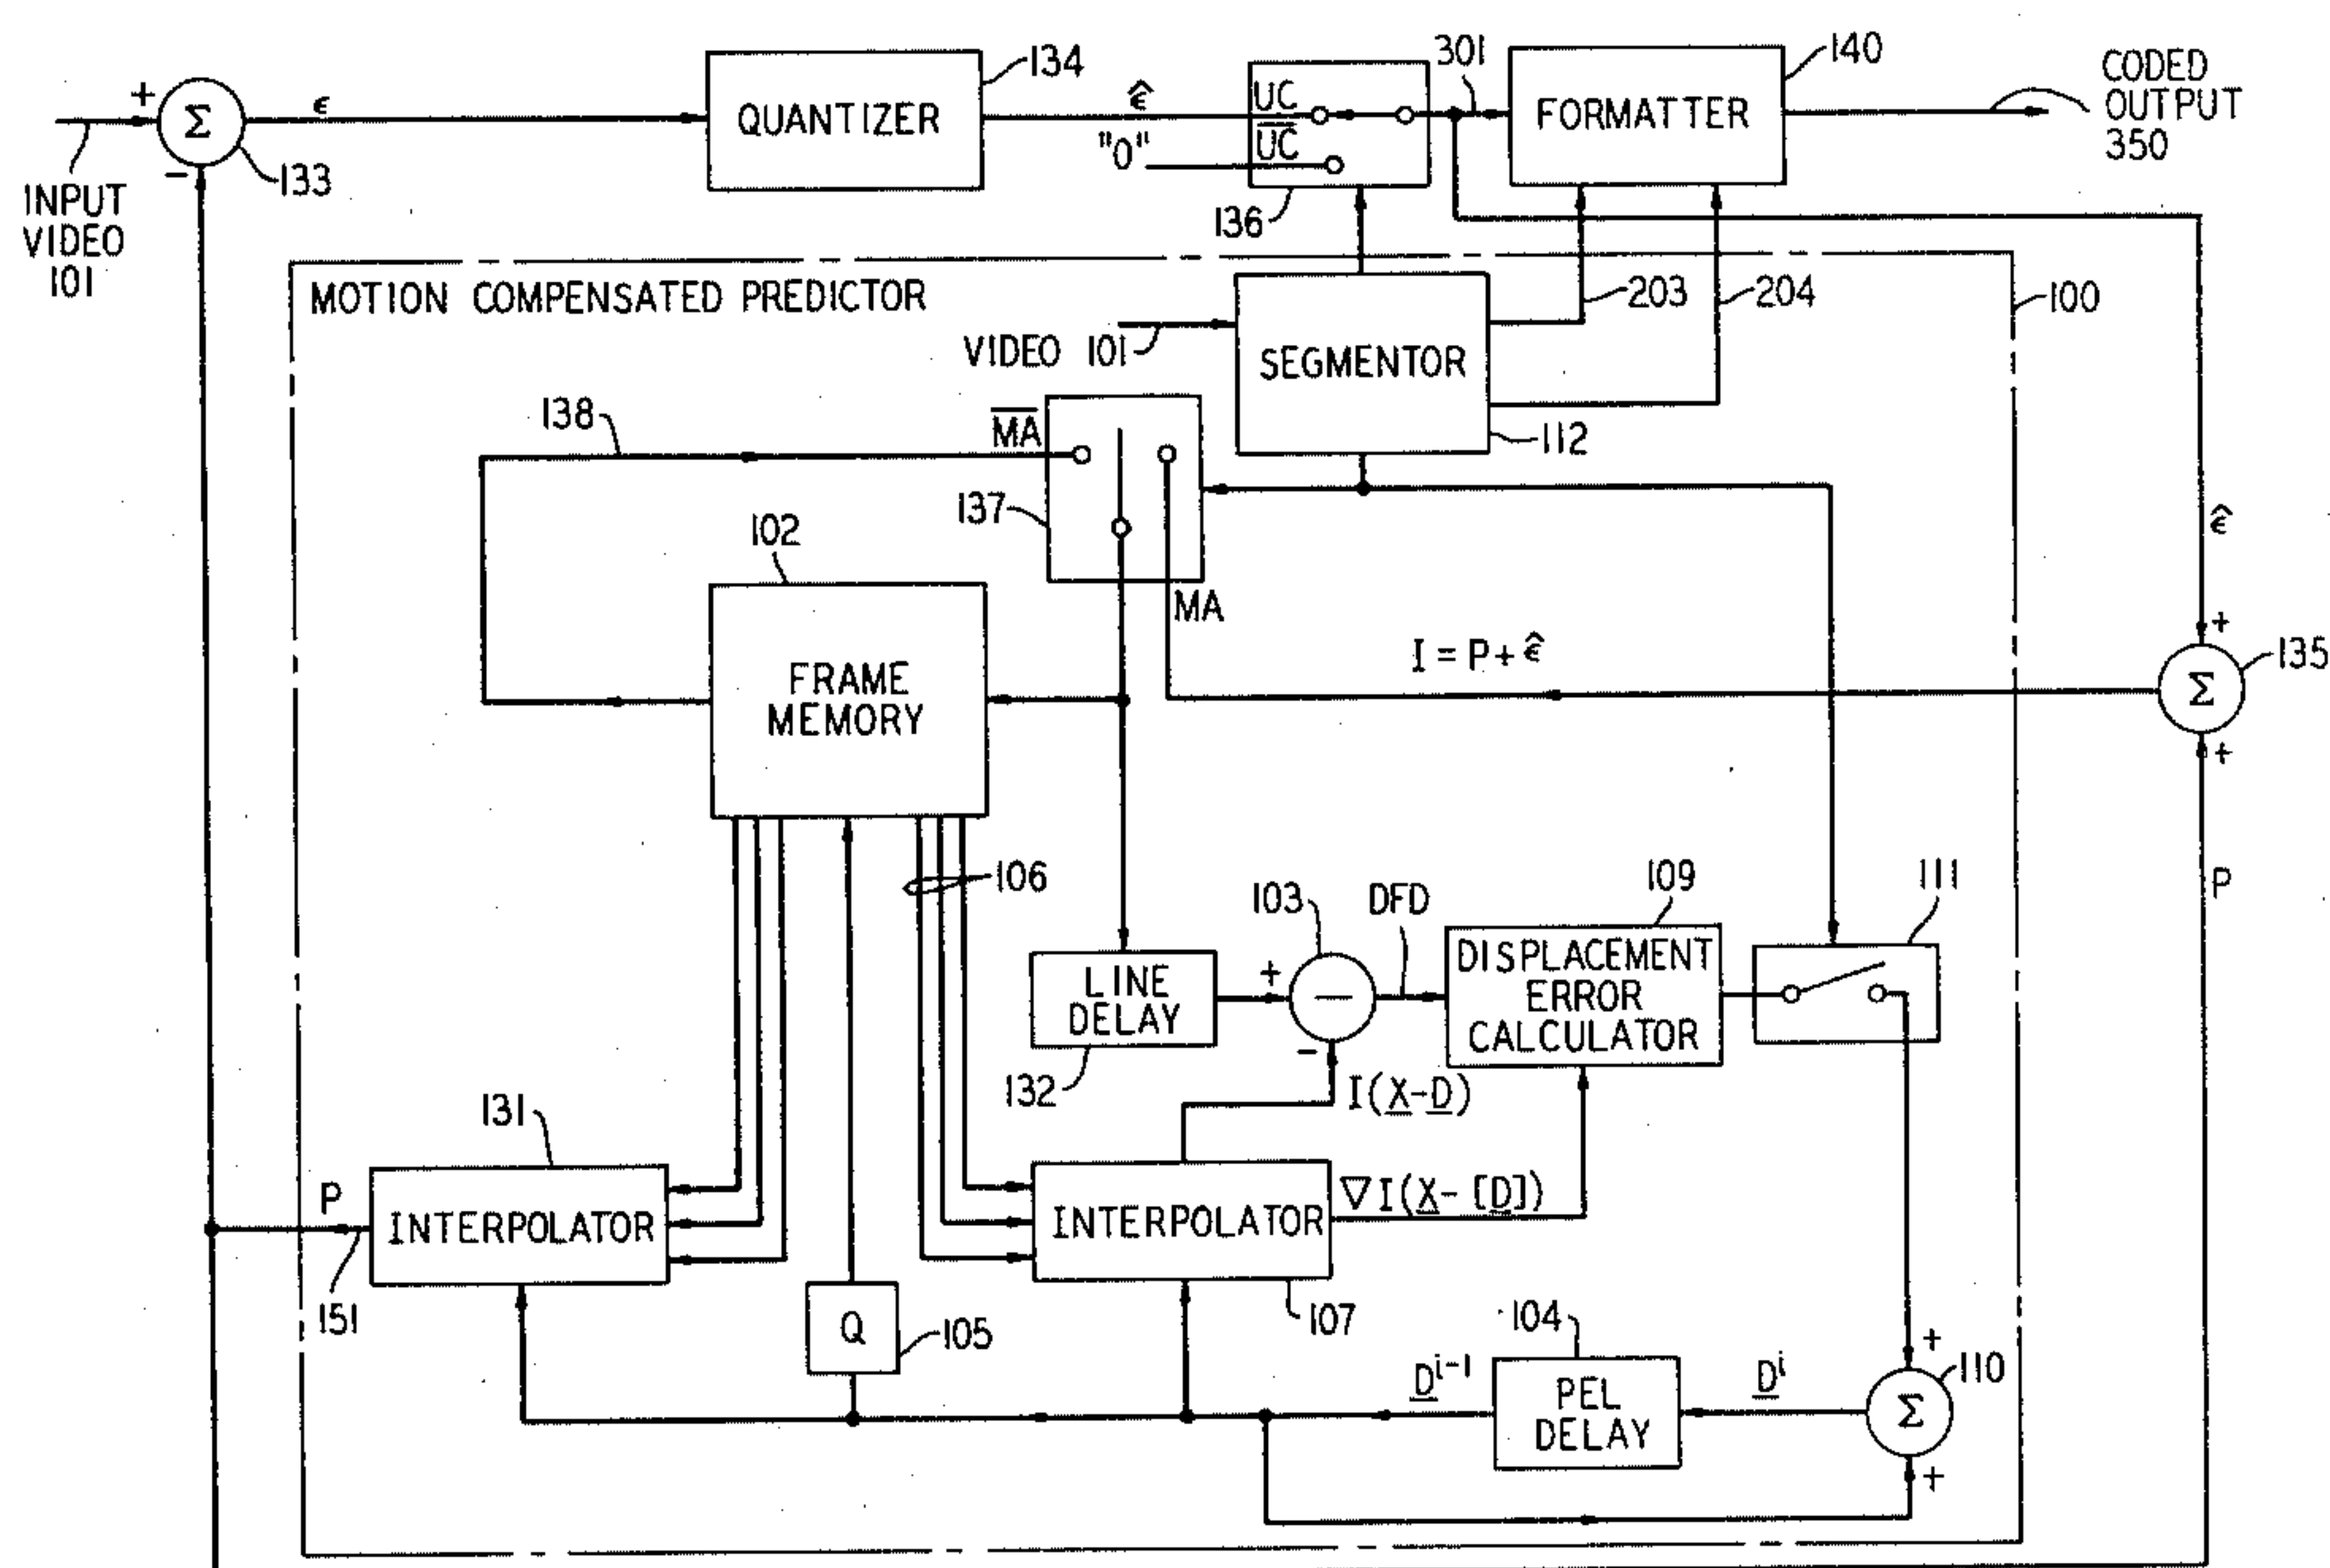 +
Σ
-
133
INPUT
VIDEO
101
ϵ
QUANTIZER
134
ϵ̂
"0"
UC
U̅C̅
136
301
FORMATTER
140
CODED
OUTPUT
350
MOTION COMPENSATED PREDICTOR
VIDEO 101
SEGMENTOR
112
203
204
100
138
M̅A̅
137
MA
102
FRAME
MEMORY
I = P + ϵ̂
ϵ̂
+
Σ
135
+
P
106
103
DFD
109
111
LINE
DELAY
132
+
—
-
DISPLACEMENT
ERROR
CALCULATOR
I(X̲-D̲)
131
INTERPOLATOR
P
151
INTERPOLATOR
107
∇I(X̲-[D̲])
Q
105
104
PEL
DELAY
D̲ⁱ⁻¹
D̲ⁱ
+
Σ
110
+